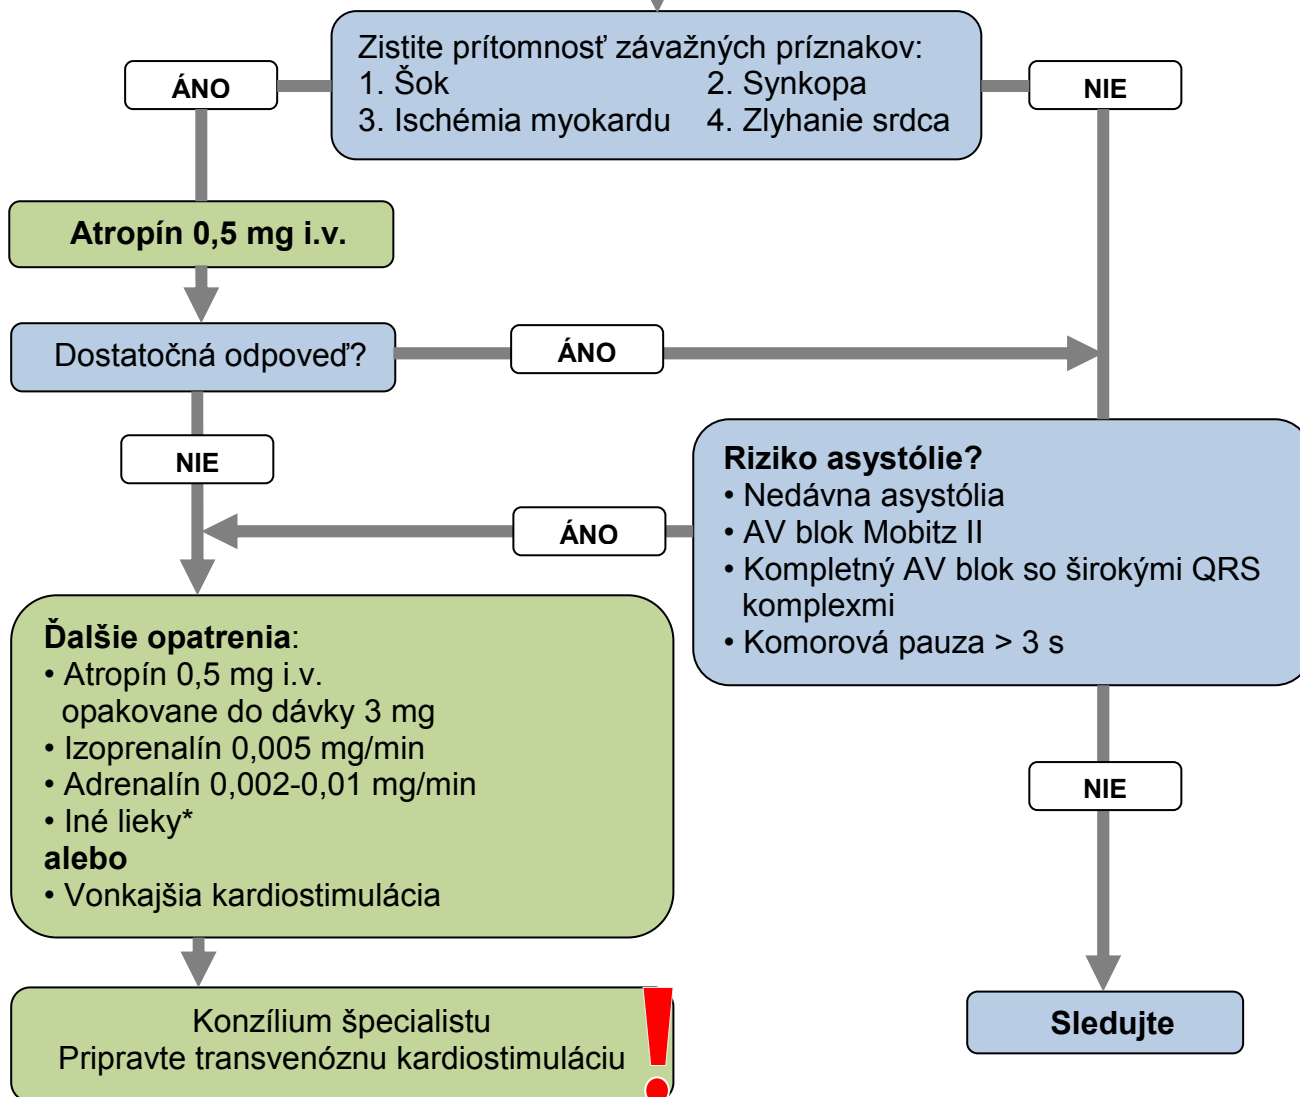 Zistite prítomnosť závažných príznakov:
1. Šok 2. Synkopa
3. Ischémia myokardu 4. Zlyhanie srdca
ÁNO
NIE
Atropín 0,5 mg i.v.
Dostatočná odpoveď?
ÁNO
NIE
Riziko asystólie?
• Nedávna asystólia
• AV blok Mobitz II
• Kompletný AV blok so širokými QRS
komplexmi
• Komorová pauza > 3 s
ÁNO
Ďalšie opatrenia:
• Atropín 0,5 mg i.v.
opakovane do dávky 3 mg
• Izoprenalín 0,005 mg/min
• Adrenalín 0,002-0,01 mg/min
• Iné lieky*
alebo
• Vonkajšia kardiostimulácia
NIE
Konzílium špecialistu
Pripravte transvenóznu kardiostimuláciu
!
Sledujte